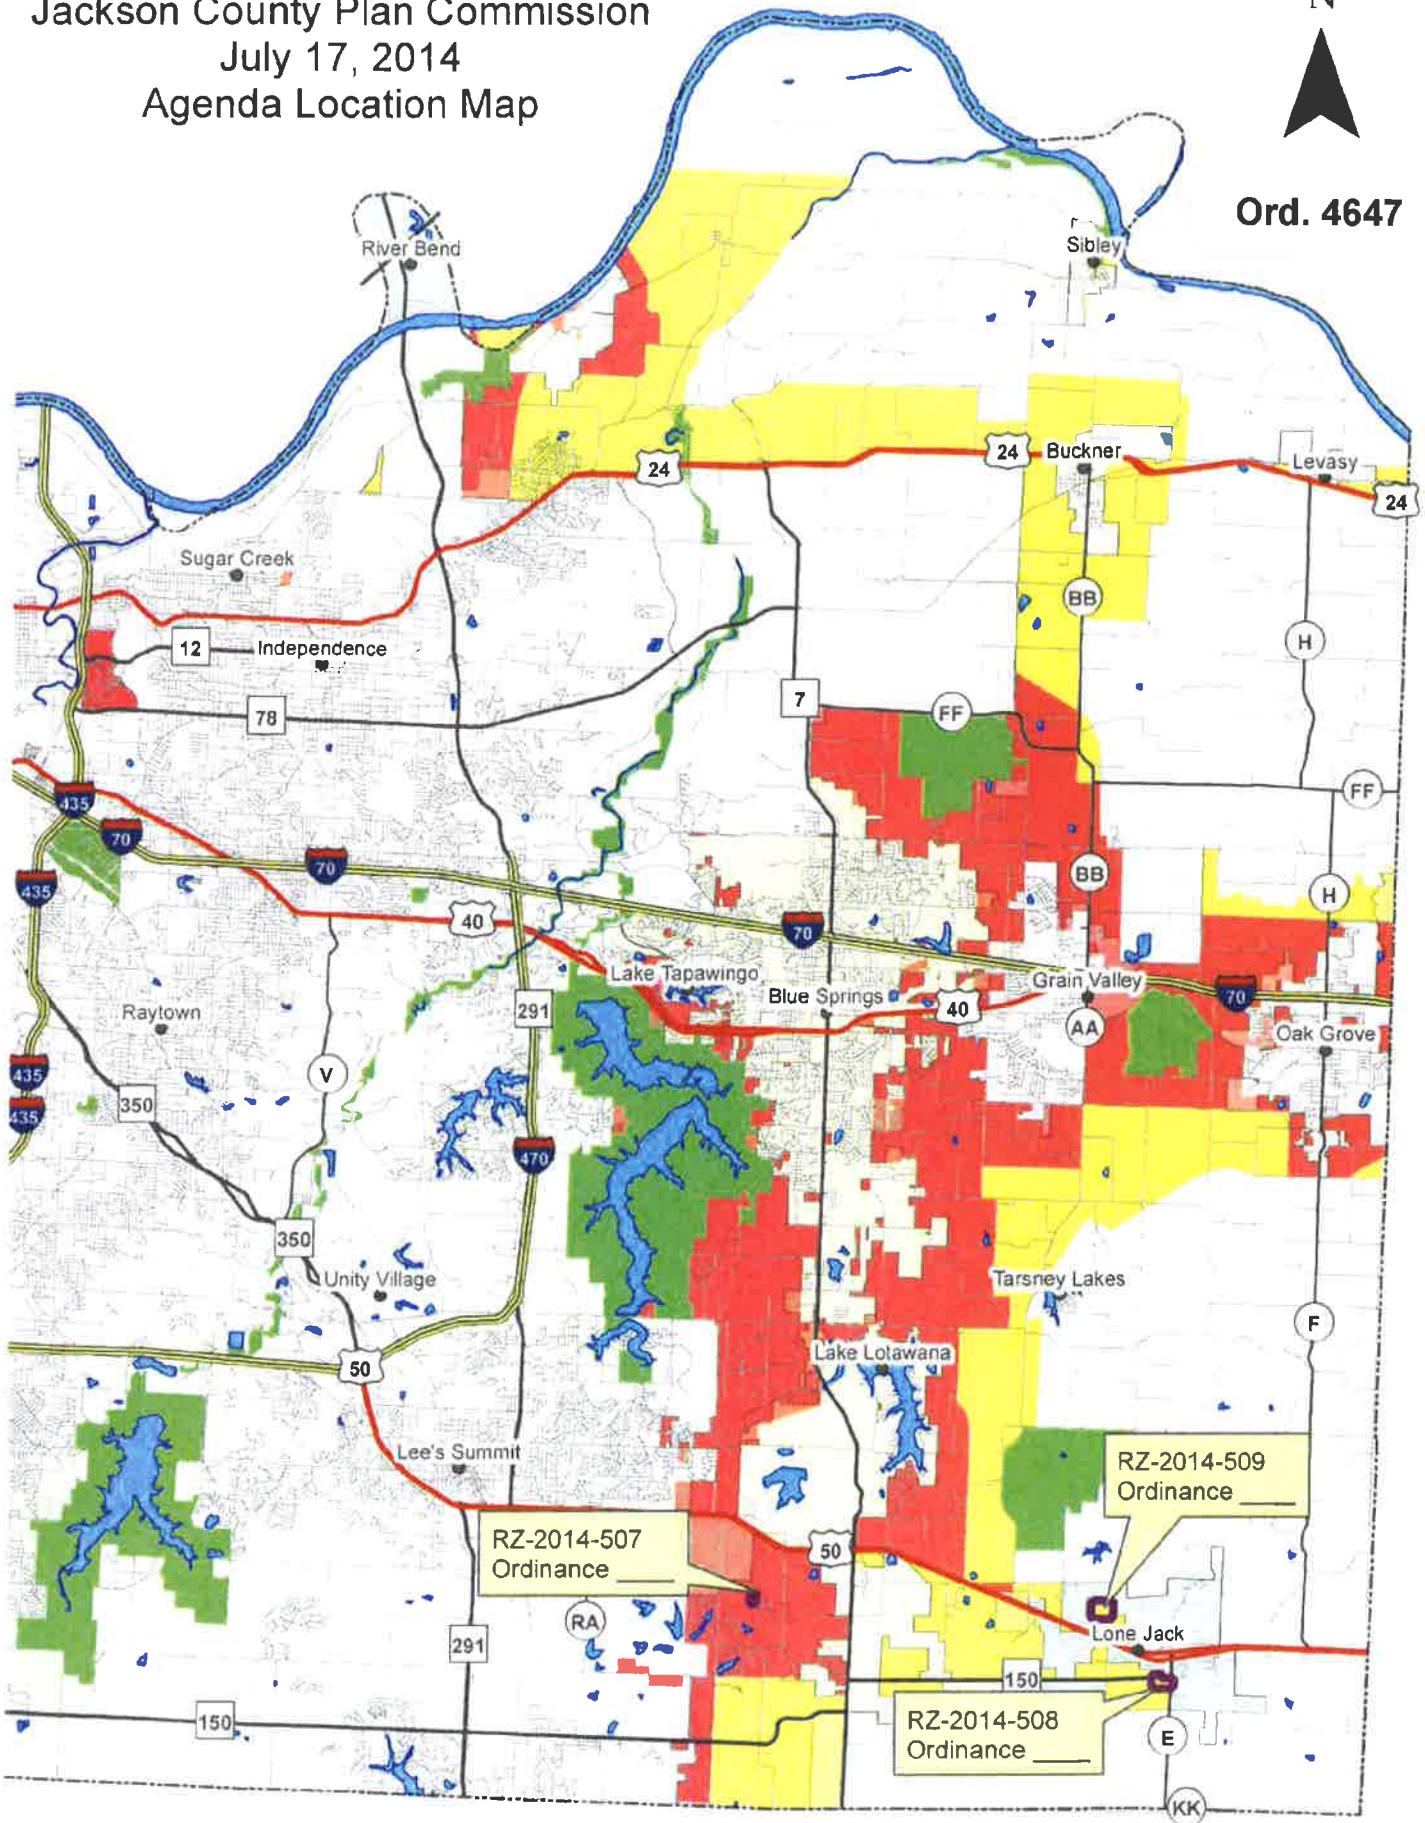 Jackson County Plan Commission
July 17, 2014
Agenda Location Map
N
Ord. 4647
River Bend
Sibley
24
24
Buckner
Levasy
24
Sugar Creek
BB
12
Independence
H
78
7
FF
435
70
FF
70
435
BB
H
40
70
Lake Tapawingo
Grain Valley
Blue Springs
40
70
291
Raytown
AA
Oak Grove
435
V
350
435
470
350
Unity Village
Tarsney Lakes
F
50
Lake Lotawana
Lee's Summit
RZ-2014-509
Ordinance ____
RZ-2014-507
Ordinance ____
50
RA
291
Lone Jack
150
150
RZ-2014-508
Ordinance ____
E
KK